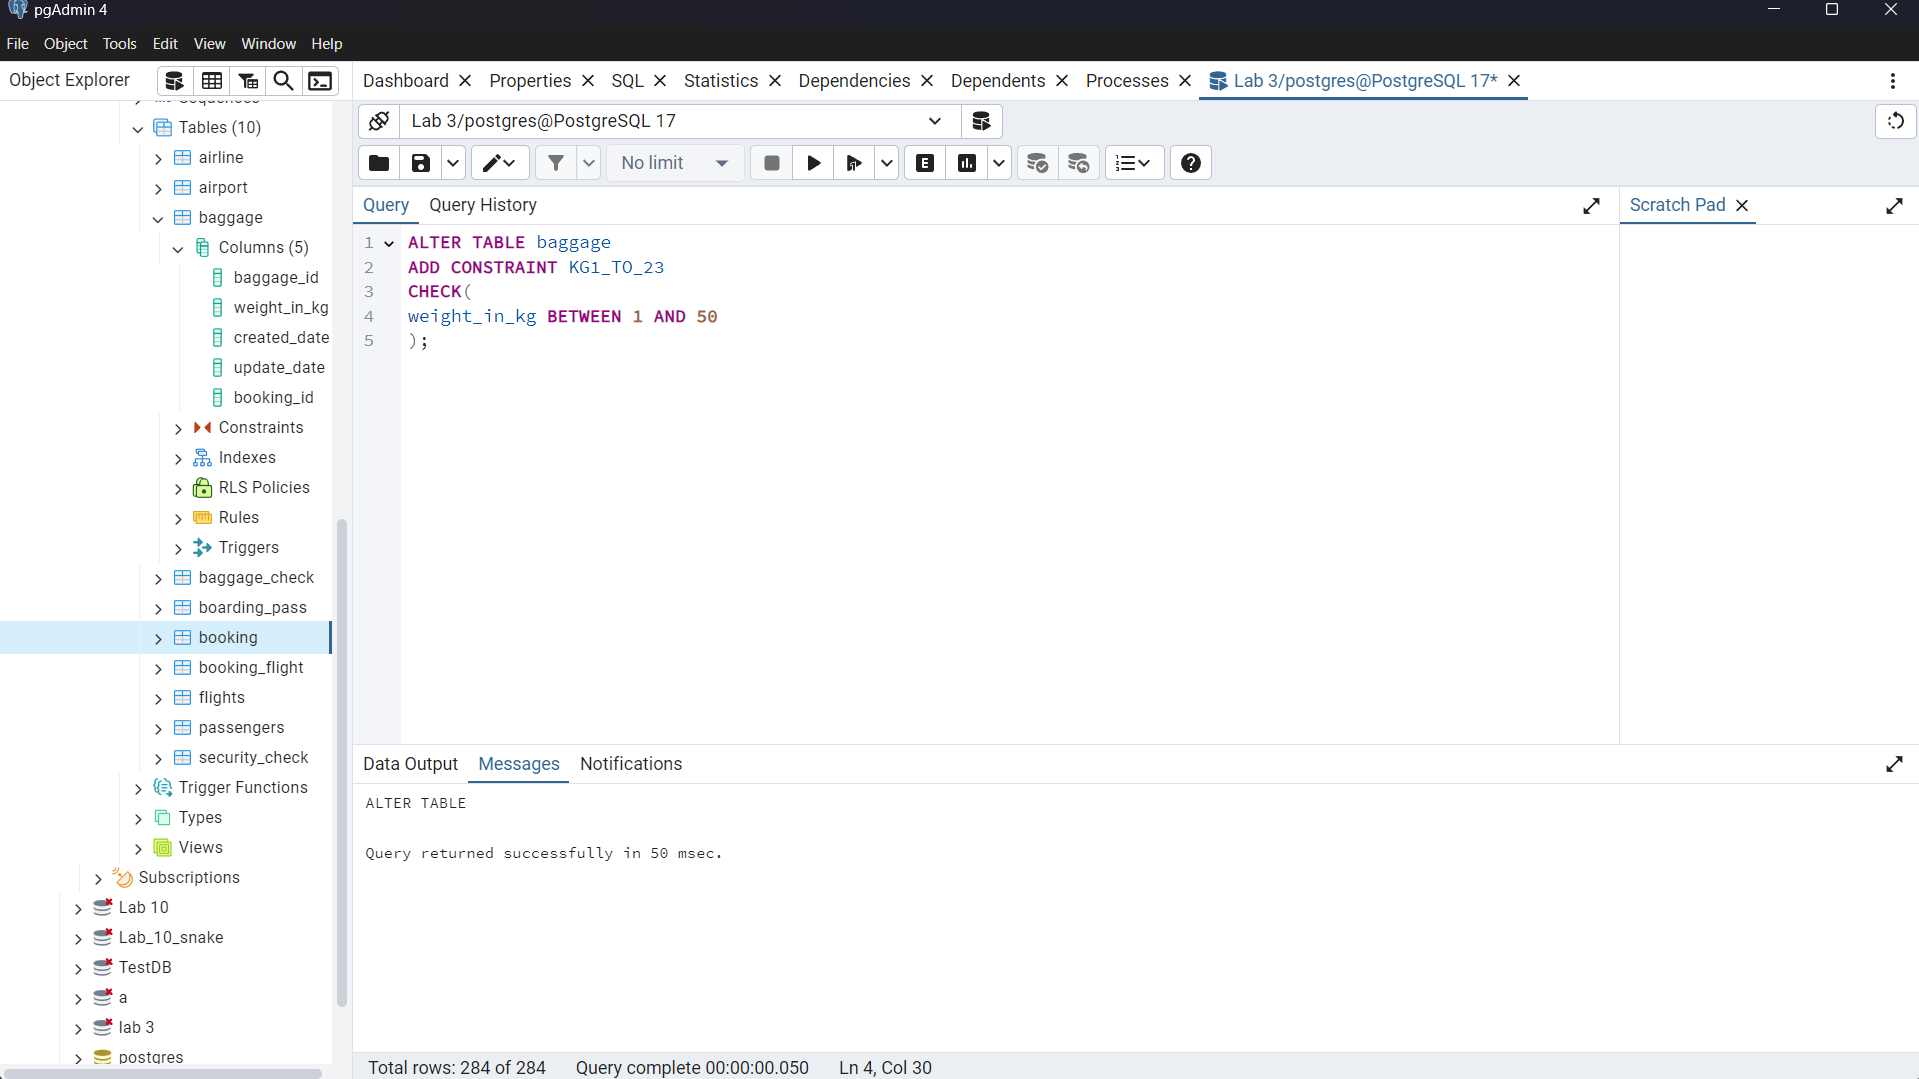 pgAdmin 4
File Object Tools Edit View Window Help
Object Explorer
Dashboard Properties SQL Statistics Dependencies Dependents Processes Lab 3/postgres@PostgreSQL 17*
Lab 3/postgres@PostgreSQL 17
No limit
E
Query Query History
Scratch Pad
Sequences
Tables (10)
airline
airport
baggage
Columns (5)
baggage_id
weight_in_kg
created_date
update_date
booking_id
Constraints
Indexes
RLS Policies
Rules
Triggers
baggage_check
boarding_pass
booking
booking_flight
flights
passengers
security_check
Trigger Functions
Types
Views
Subscriptions
Lab 10
Lab_10_snake
TestDB
a
lab 3
postgres
1 ALTER TABLE baggage
2 ADD CONSTRAINT KG1_TO_23
3 CHECK(
4 weight_in_kg BETWEEN 1 AND 50
5 );
Data Output Messages Notifications
ALTER TABLE
Query returned successfully in 50 msec.
Total rows: 284 of 284 Query complete 00:00:00.050 Ln 4, Col 30